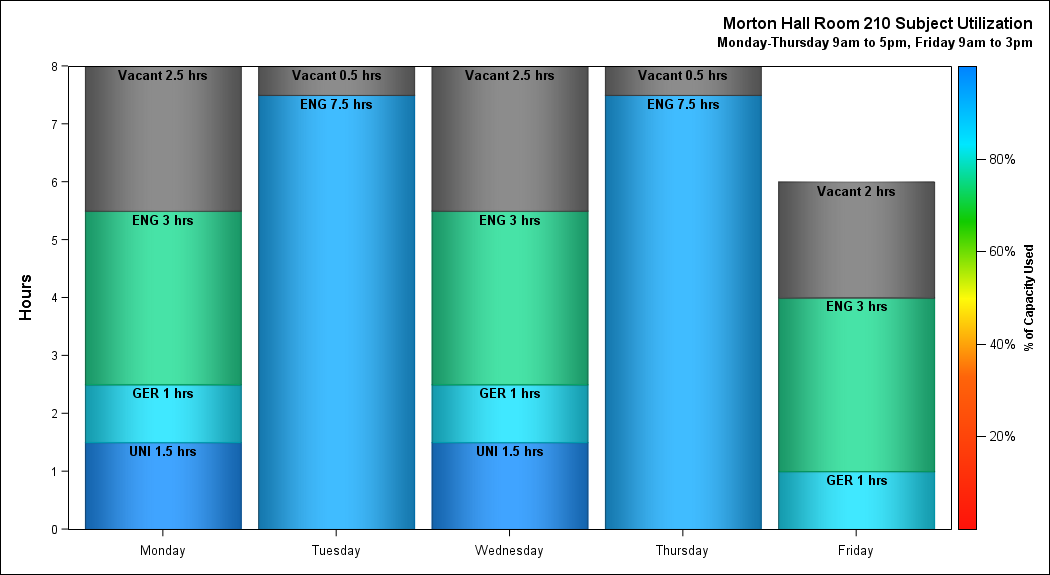 Morton Hall Room 210 Subject Utilization
Monday-Thursday 9am to 5pm, Friday 9am to 3pm
Hours
8
7
6
5
4
3
2
1
0
Vacant 2.5 hrs
ENG 3 hrs
GER 1 hrs
UNI 1.5 hrs
Vacant 0.5 hrs
ENG 7.5 hrs
Vacant 2.5 hrs
ENG 3 hrs
GER 1 hrs
UNI 1.5 hrs
Vacant 0.5 hrs
ENG 7.5 hrs
Vacant 2 hrs
ENG 3 hrs
GER 1 hrs
Monday
Tuesday
Wednesday
Thursday
Friday
80%
60%
40%
20%
% of Capacity Used